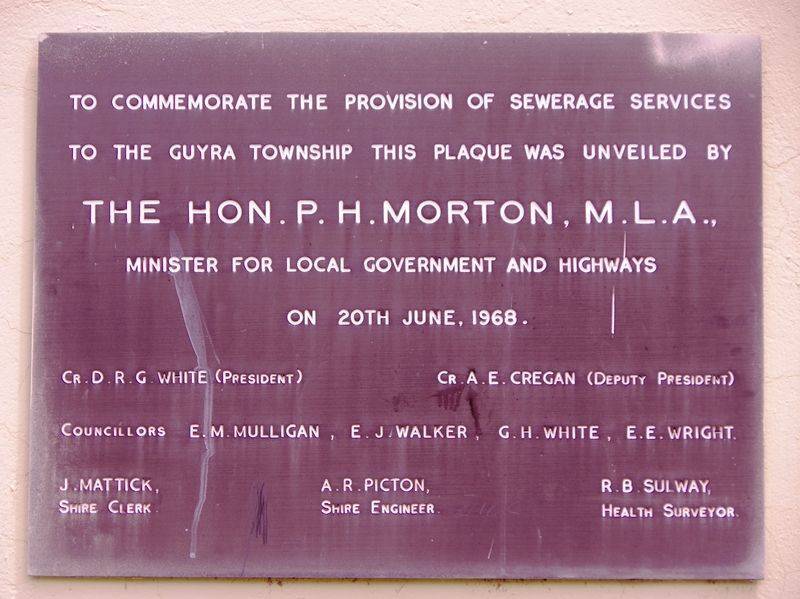 TO COMMEMORATE THE PROVISION OF SEWERAGE SERVICES
TO THE GUYRA TOWNSHIP THIS PLAQUE WAS UNVEILED BY
THE HON. P. H. MORTON, M.L.A.,
MINISTER FOR LOCAL GOVERNMENT AND HIGHWAYS
ON 20TH JUNE, 1968.
CR. D. R. G. WHITE (PRESIDENT) CR. A. E. CREGAN (DEPUTY PRESIDENT)
COUNCILLORS E. M. MULLIGAN, E. J. WALKER, G. H. WHITE, E. E. WRIGHT.
J. MATTICK, A. R. PICTON, R. B. SULWAY,
SHIRE CLERK. SHIRE ENGINEER. HEALTH SURVEYOR.